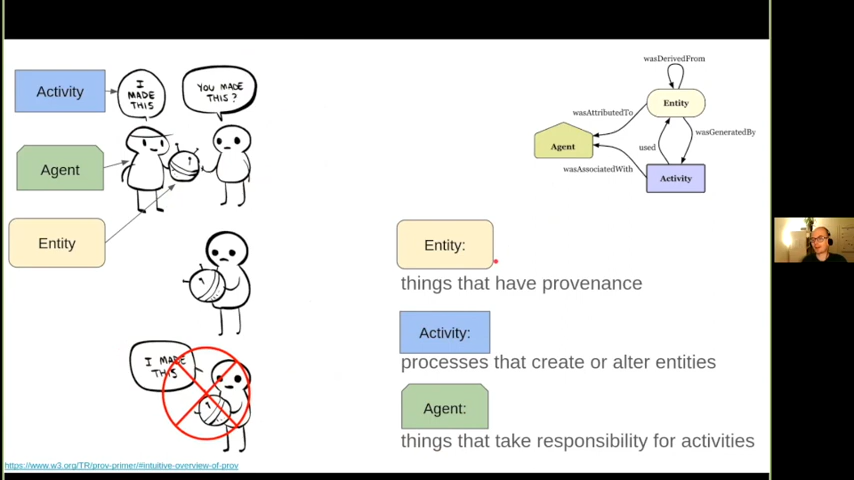 Activity
I
MADE
THIS
YOU MADE
THIS?
Agent
Entity
I MADE
THIS
https://www.w3.org/TR/prov-primer/#intuitive-overview-of-prov
wasDerivedFrom
Entity
wasAttributedTo
wasGeneratedBy
Agent
used
wasAssociatedWith
Activity
Entity:
things that have provenance
Activity:
processes that create or alter entities
Agent:
things that take responsibility for activities